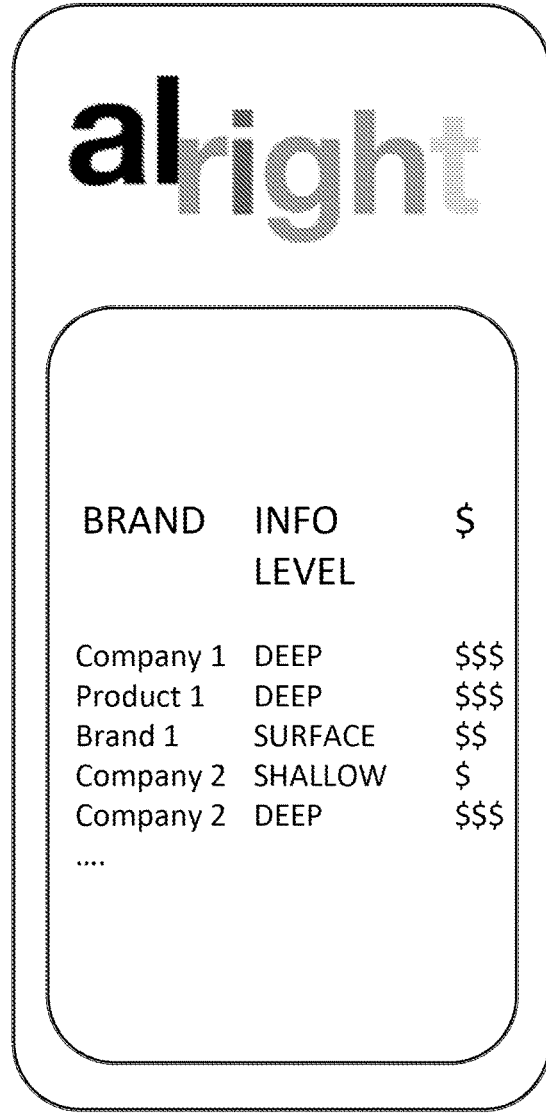 alright
BRAND INFO $
LEVEL
Company 1 DEEP $$$
Product 1 DEEP $$$
Brand 1 SURFACE $$
Company 2 SHALLOW $
Company 2 DEEP $$$
....